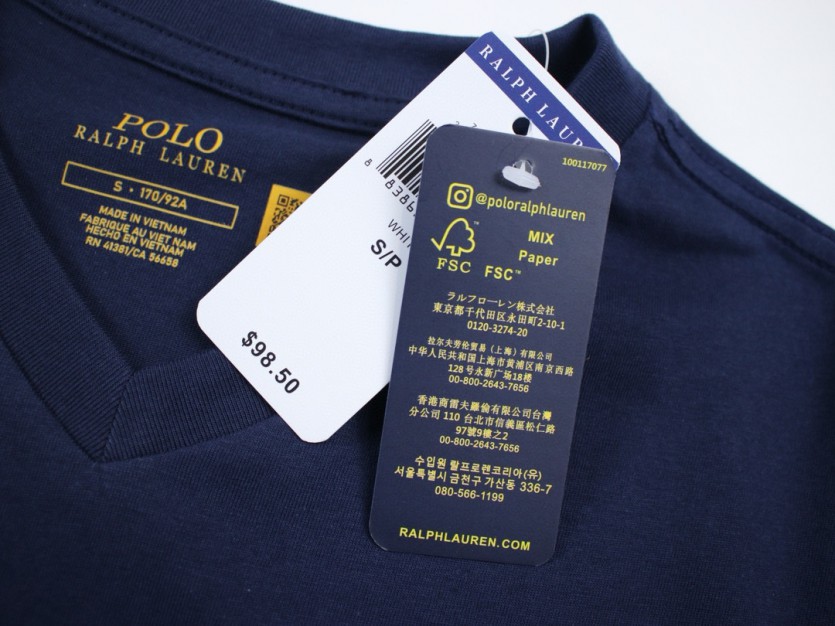 POLO
RALPH LAUREN
S • 170/92A
MADE IN VIETNAM
FABRIQUE AU VIET NAM
HECHO EN VIETNAM
RN 41381/CA 56658
RALPH LAUR
8
S/P
$98.50
100117077
@poloralphlauren
FSC
MIX
Paper
FSC™
ラルフローレン株式会社
東京都千代田区永田町2-10-1
0120-3274-20
拉尔夫劳伦贸易（上海）有限公司
中华人民共和国上海市黄浦区南京西路
128号永新广场18楼
00-800-2643-7656
香港商雷夫羅倫有限公司台灣
分公司 110 台北市信義區松仁路
97號9樓之2
00-800-2643-7656
수입원 랄프로렌코리아(유)
서울특별시 금천구 가산동 336-7
080-566-1199
RALPHLAUREN.COM